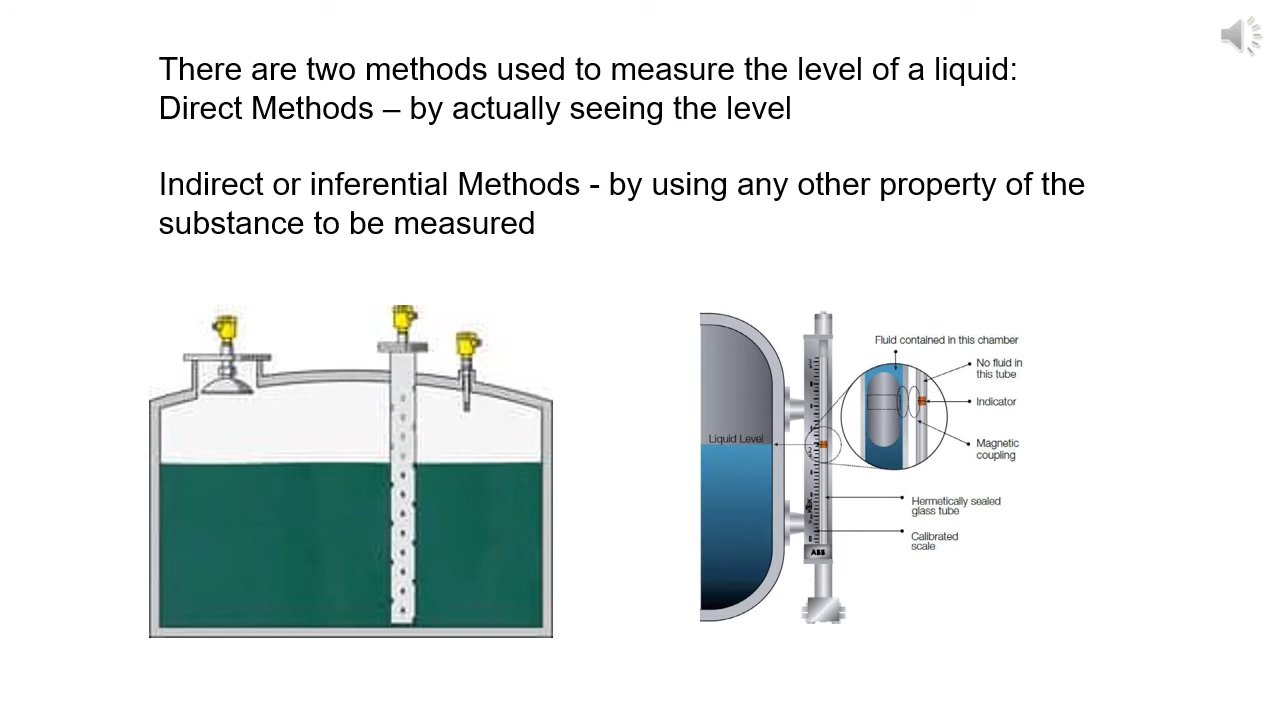 There are two methods used to measure the level of a liquid:
Direct Methods – by actually seeing the level
Indirect or inferential Methods - by using any other property of the
substance to be measured
Fluid contained in this chamber
No fluid in
this tube
Indicator
Magnetic
coupling
Liquid Level
Hermetically sealed
glass tube
Calibrated
scale
ABB